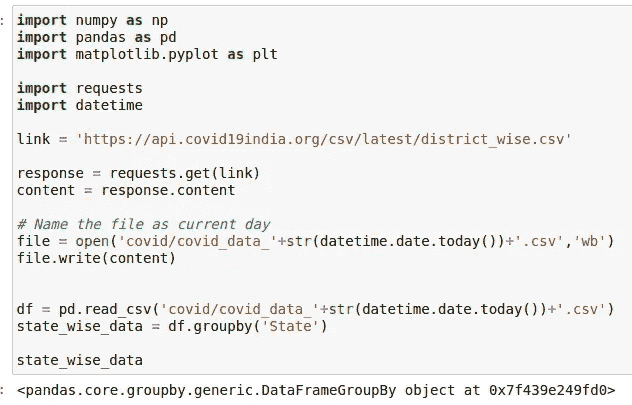 import numpy as np
import pandas as pd
import matplotlib.pyplot as plt
import requests
import datetime
link = 'https://api.covid19india.org/csv/latest/district_wise.csv'
response = requests.get(link)
content = response.content
# Name the file as current day
file = open('covid/covid_data_'+str(datetime.date.today())+'.csv','wb')
file.write(content)
df = pd.read_csv('covid/covid_data_'+str(datetime.date.today())+'.csv')
state_wise_data = df.groupby('State')
state_wise_data
: <pandas.core.groupby.generic.DataFrameGroupBy object at 0x7f439e249fd0>